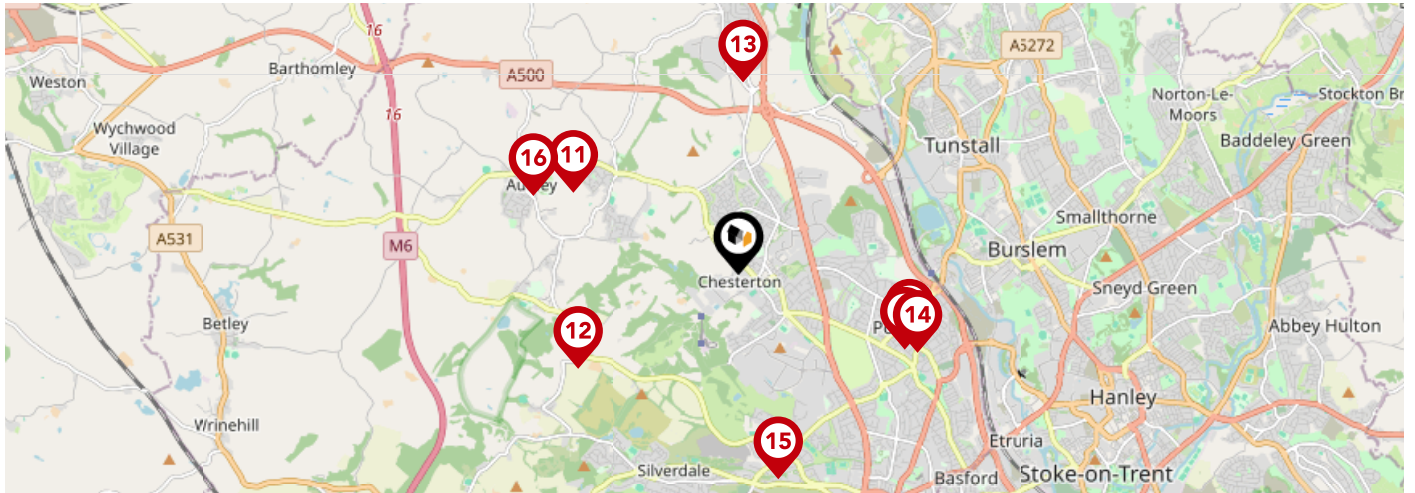 16
13
A5272
Barthomley
A500
Weston
16
Norton-Le-
Moors
Stockton Br
Wychwood
Village
Tunstall
Baddeley Green
16
11
Smallthorne
A531
M6
Burslem
Chesterton
Sneyd Green
Betley
12
14
Abbey Hulton
Hanley
Wrinehill
15
Etruria
Silverdale
Basford
Stoke-on-Trent